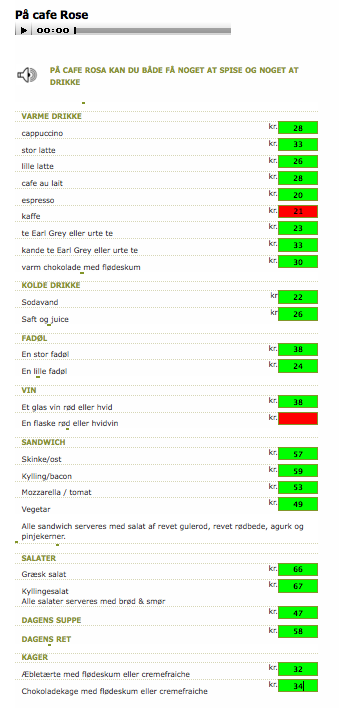 På cafe Rose
00:00
PÅ CAFE ROSA KAN DU BÅDE FÅ NOGET AT SPISE OG NOGET AT
DRIKKE
VARME DRIKKE
cappuccino kr. 28
stor latte kr. 33
lille latte kr. 26
cafe au lait kr. 28
espresso kr. 20
kaffe kr. 21
te Earl Grey eller urte te kr. 23
kande te Earl Grey eller urte te kr. 33
varm chokolade med flødeskum kr. 30
KOLDE DRIKKE
Sodavand kr 22
Saft og juice kr. 26
FADØL
En stor fadøl kr. 38
En lille fadøl kr. 24
VIN
Et glas vin rød eller hvid kr. 38
En flaske rød eller hvidvin kr.
SANDWICH
Skinke/ost kr. 57
Kylling/bacon kr. 59
Mozzarella / tomat kr. 53
Vegetar kr. 49
Alle sandwich serveres med salat af revet gulerod, revet rødbede, agurk og
pinjekerner.
SALATER
Græsk salat kr. 66
Kyllingesalat kr. 67
Alle salater serveres med brød & smør
DAGENS SUPPE kr. 47
DAGENS RET kr. 58
KAGER
Æbletærte med flødeskum eller cremefraiche kr. 32
Chokoladekage med flødeskum eller cremefraiche kr. 34